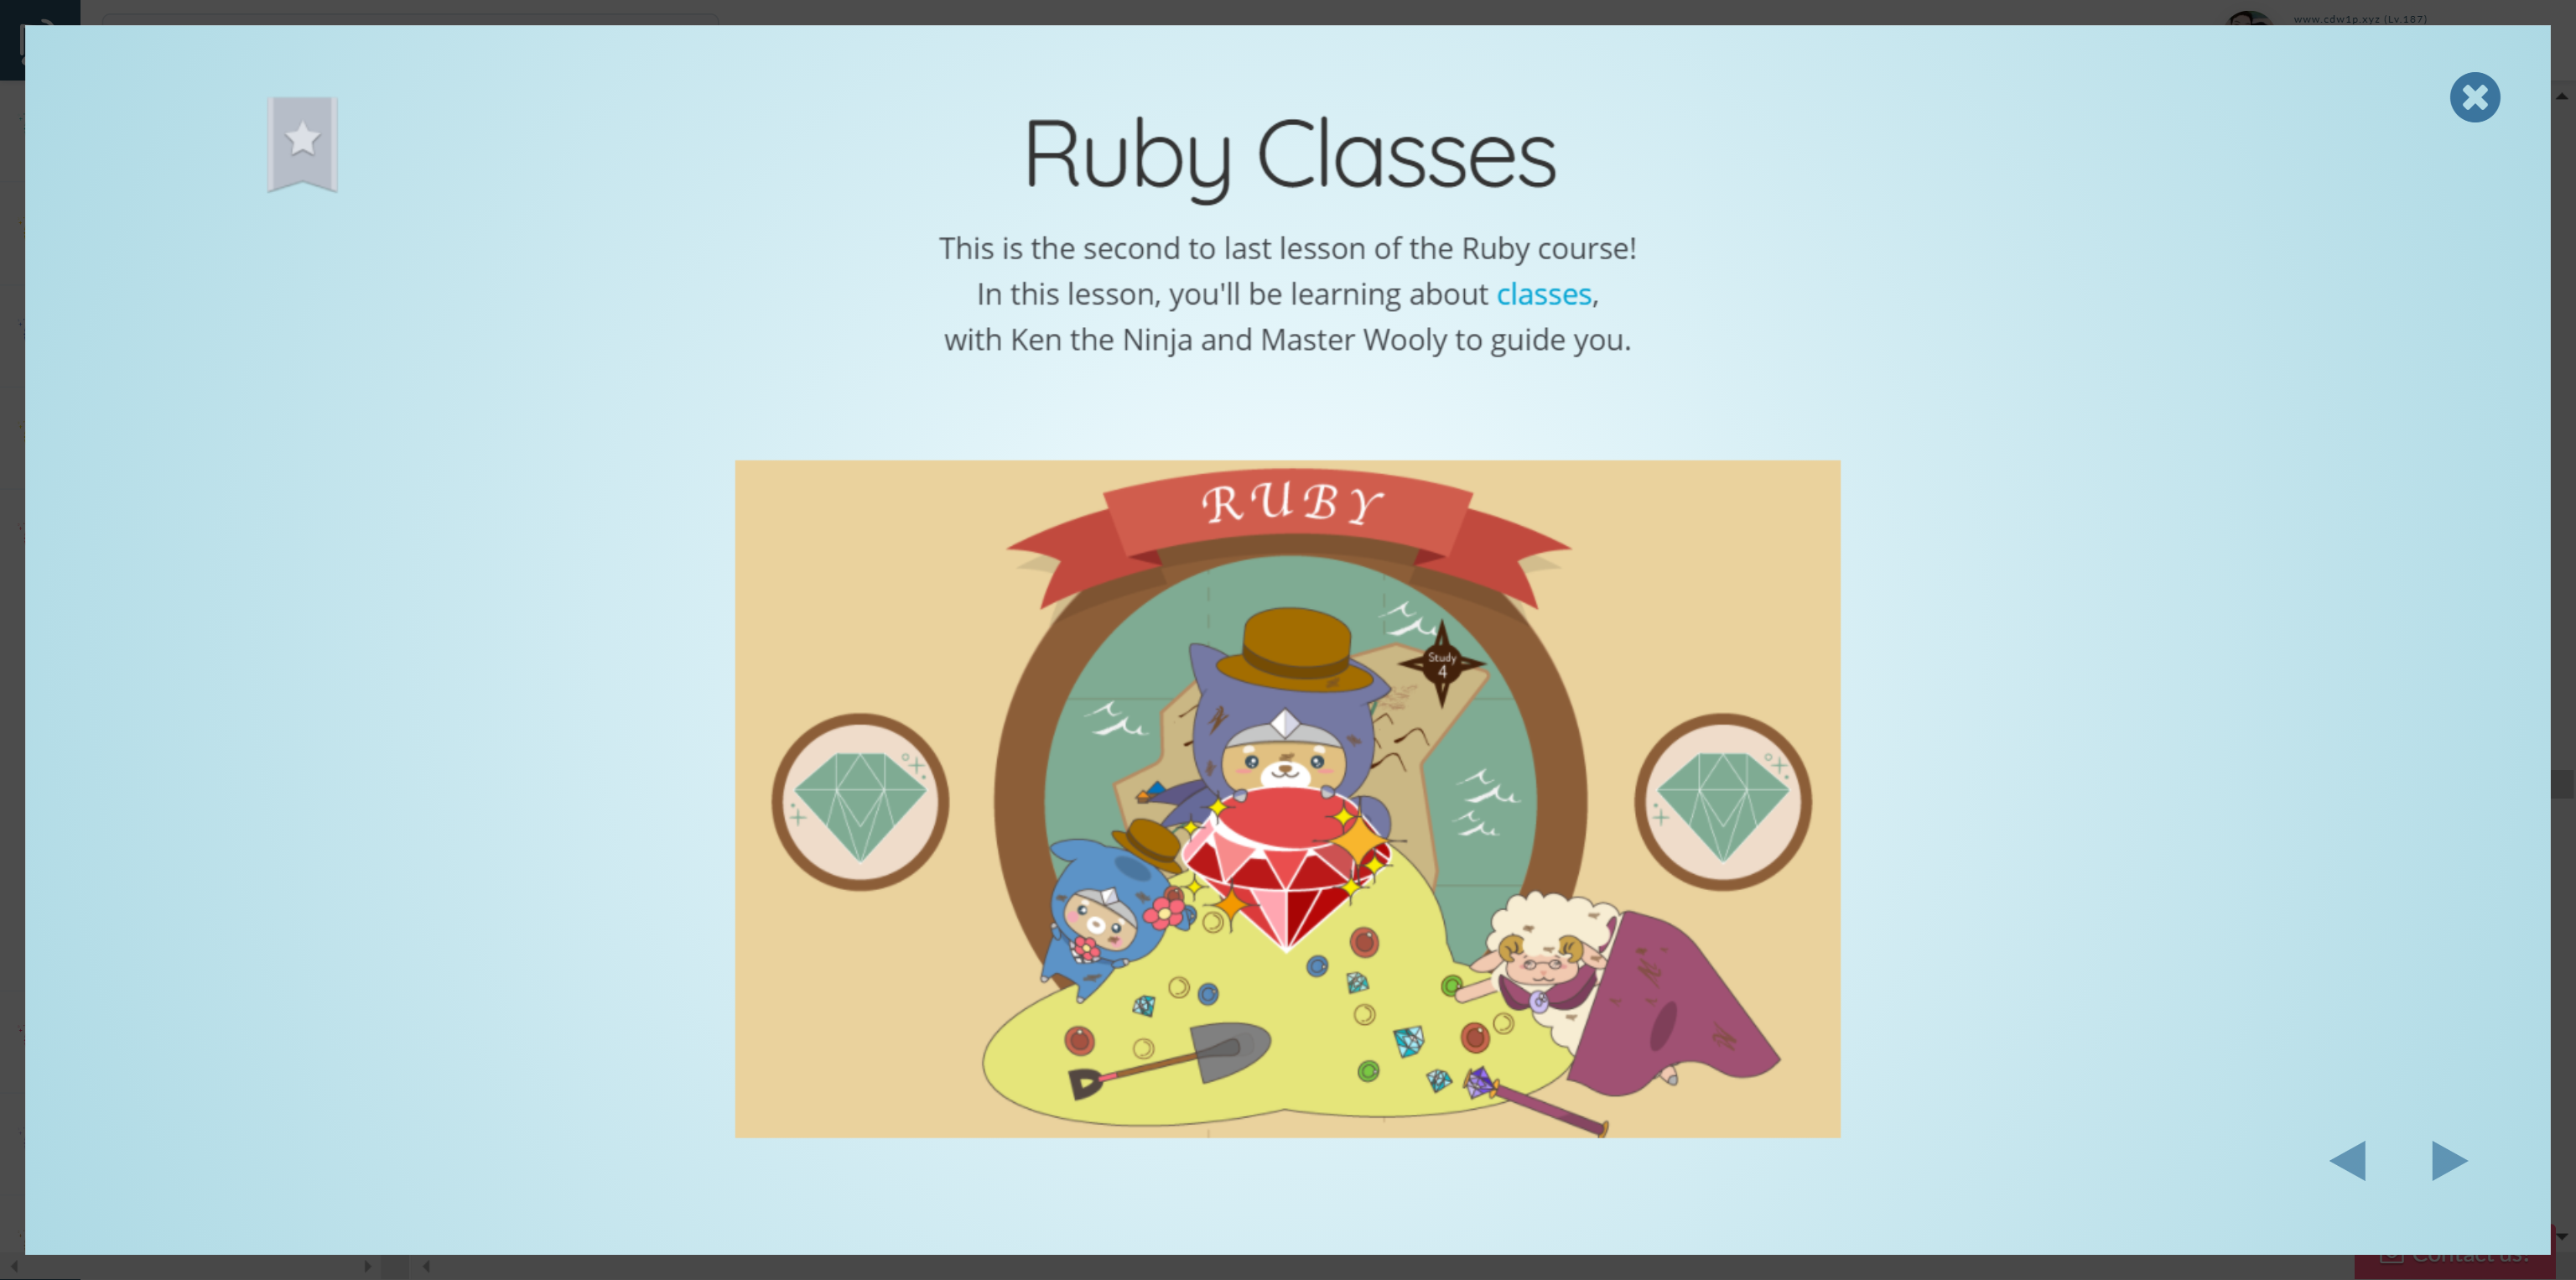 www.cdw1p.xyz (Lv.187)
Ruby Classes
This is the second to last lesson of the Ruby course!
In this lesson, you'll be learning about classes,
with Ken the Ninja and Master Wooly to guide you.
RUBY
Study
4
Contact us!